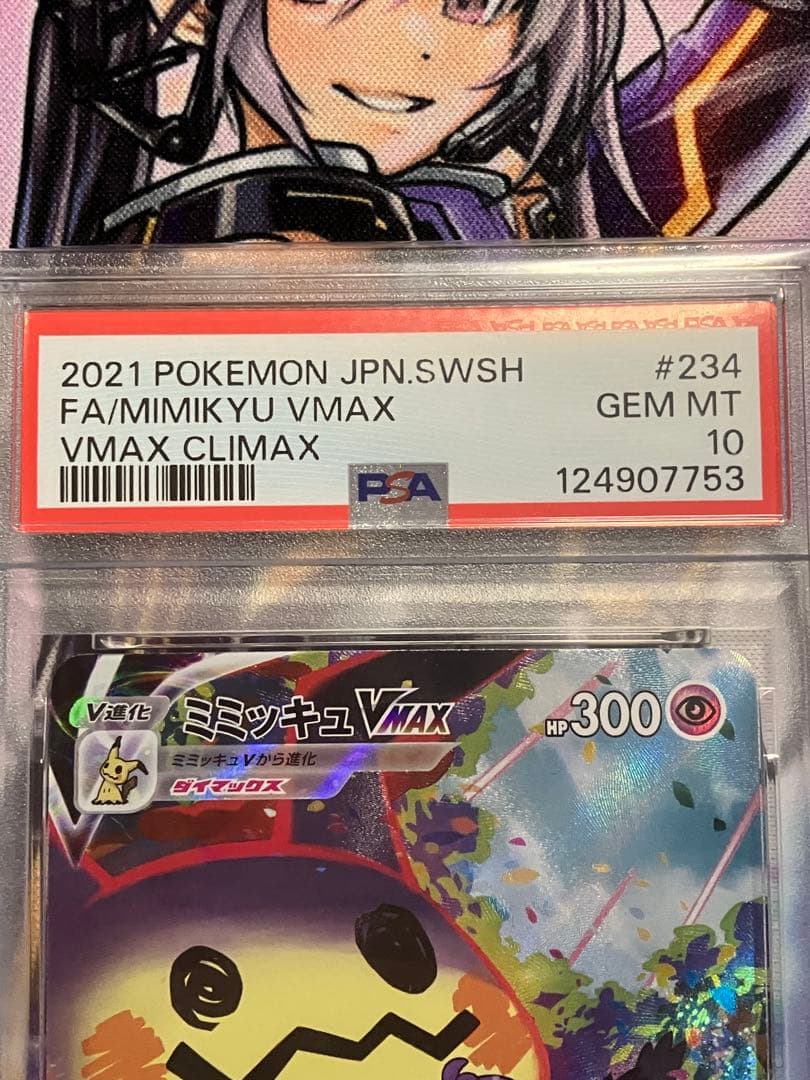 2021 POKEMON JPN.SWSH #234
FA/MIMIKYU VMAX GEM MT
VMAX CLIMAX 10
PSA 124907753
V進化 ミミッキュVMAX HP300
ミミッキュVから進化
ダイマックス